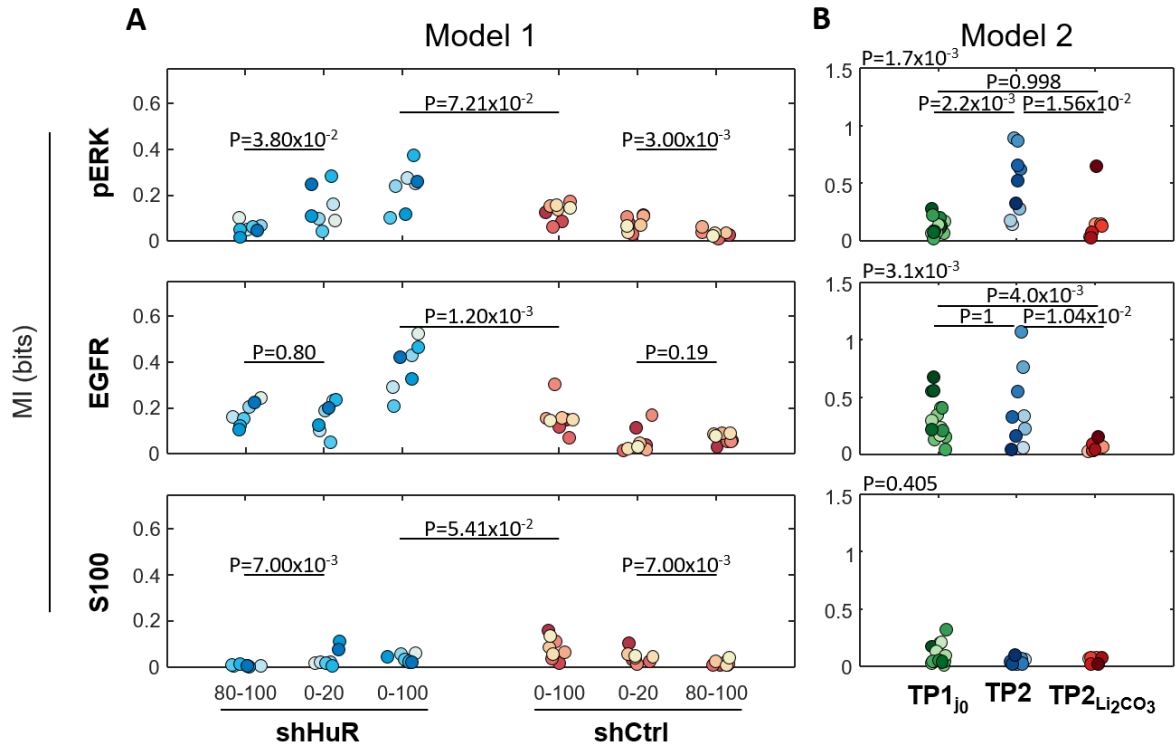 A
Model 1
B
Model 2
MI (bits)
pERK
0.6
0.4
0.2
0
P=3.80x10⁻²
P=7.21x10⁻²
P=3.00x10⁻³
1.5
1
0.5
0
P=1.7x10⁻³
P=0.998
P=2.2x10⁻³
P=1.56x10⁻²
EGFR
0.6
0.4
0.2
0
P=0.80
P=1.20x10⁻³
P=0.19
1.5
1
0.5
0
P=3.1x10⁻³
P=4.0x10⁻³
P=1
P=1.04x10⁻²
S100
0.6
0.4
0.2
0
P=7.00x10⁻³
P=5.41x10⁻²
P=7.00x10⁻³
1.5
1
0.5
0
P=0.405
80-100 0-20 0-100 0-100 0-20 80-100
shHuR shCtrl
TP1j0 TP2 TP2Li₂CO₃